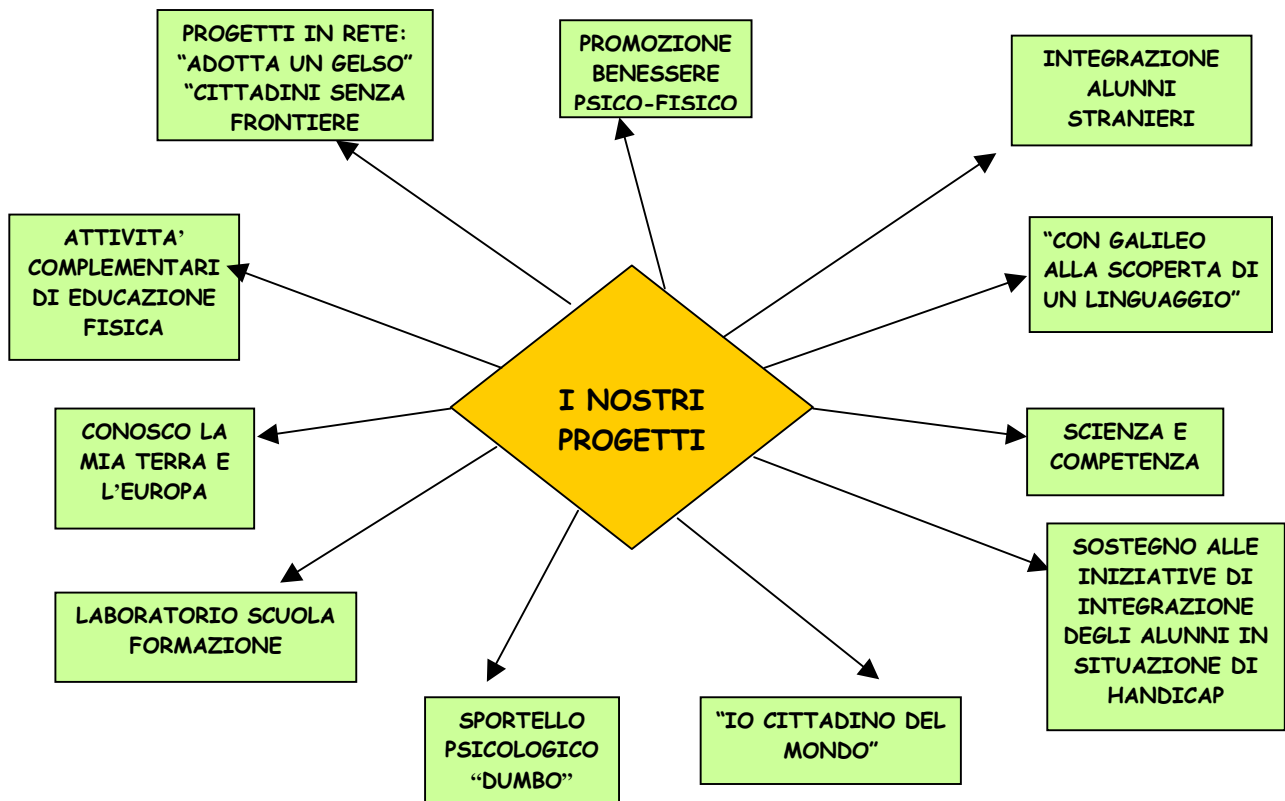 PROGETTI IN RETE:
“ADOTTA UN GELSO”
“CITTADINI SENZA
FRONTIERE
PROMOZIONE
BENESSERE
PSICO-FISICO
INTEGRAZIONE
ALUNNI
STRANIERI
ATTIVITA’
COMPLEMENTARI
DI EDUCAZIONE
FISICA
“CON GALILEO
ALLA SCOPERTA DI
UN LINGUAGGIO”
I NOSTRI
PROGETTI
CONOSCO LA
MIA TERRA E
L’EUROPA
SCIENZA E
COMPETENZA
LABORATORIO SCUOLA
FORMAZIONE
SOSTEGNO ALLE
INIZIATIVE DI
INTEGRAZIONE
DEGLI ALUNNI IN
SITUAZIONE DI
HANDICAP
SPORTELLO
PSICOLOGICO
“DUMBO”
“IO CITTADINO DEL
MONDO”